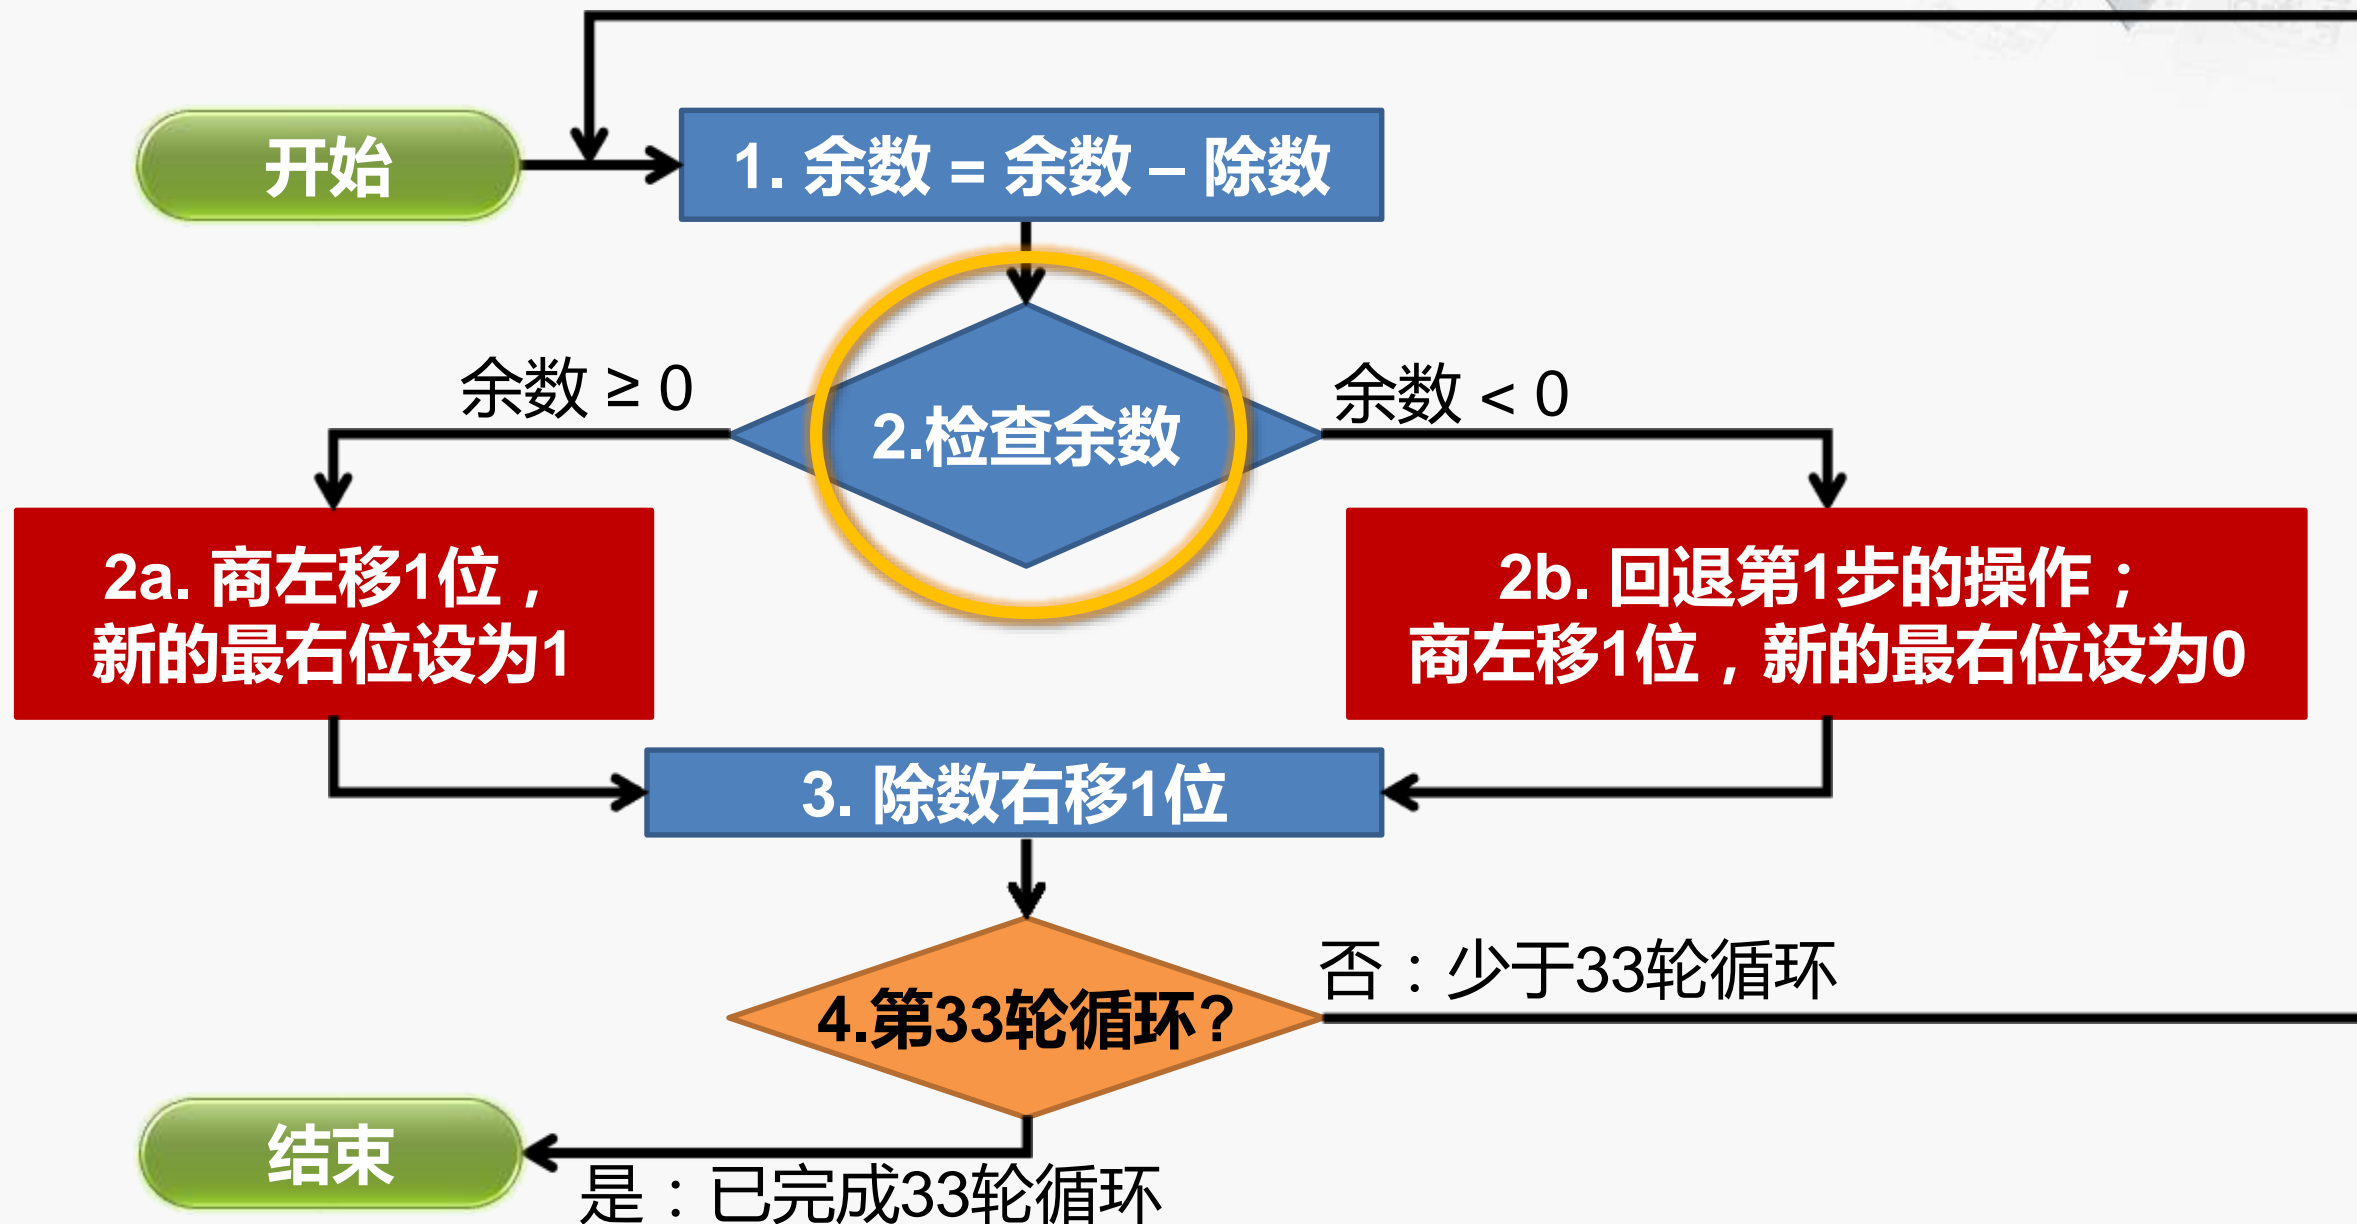 开始
1. 余数 = 余数 – 除数
余数 ≥ 0
2.检查余数
余数 < 0
2a. 商左移1位，
新的最右位设为1
2b. 回退第1步的操作；
商左移1位，新的最右位设为0
3. 除数右移1位
否：少于33轮循环
4.第33轮循环?
结束
是：已完成33轮循环